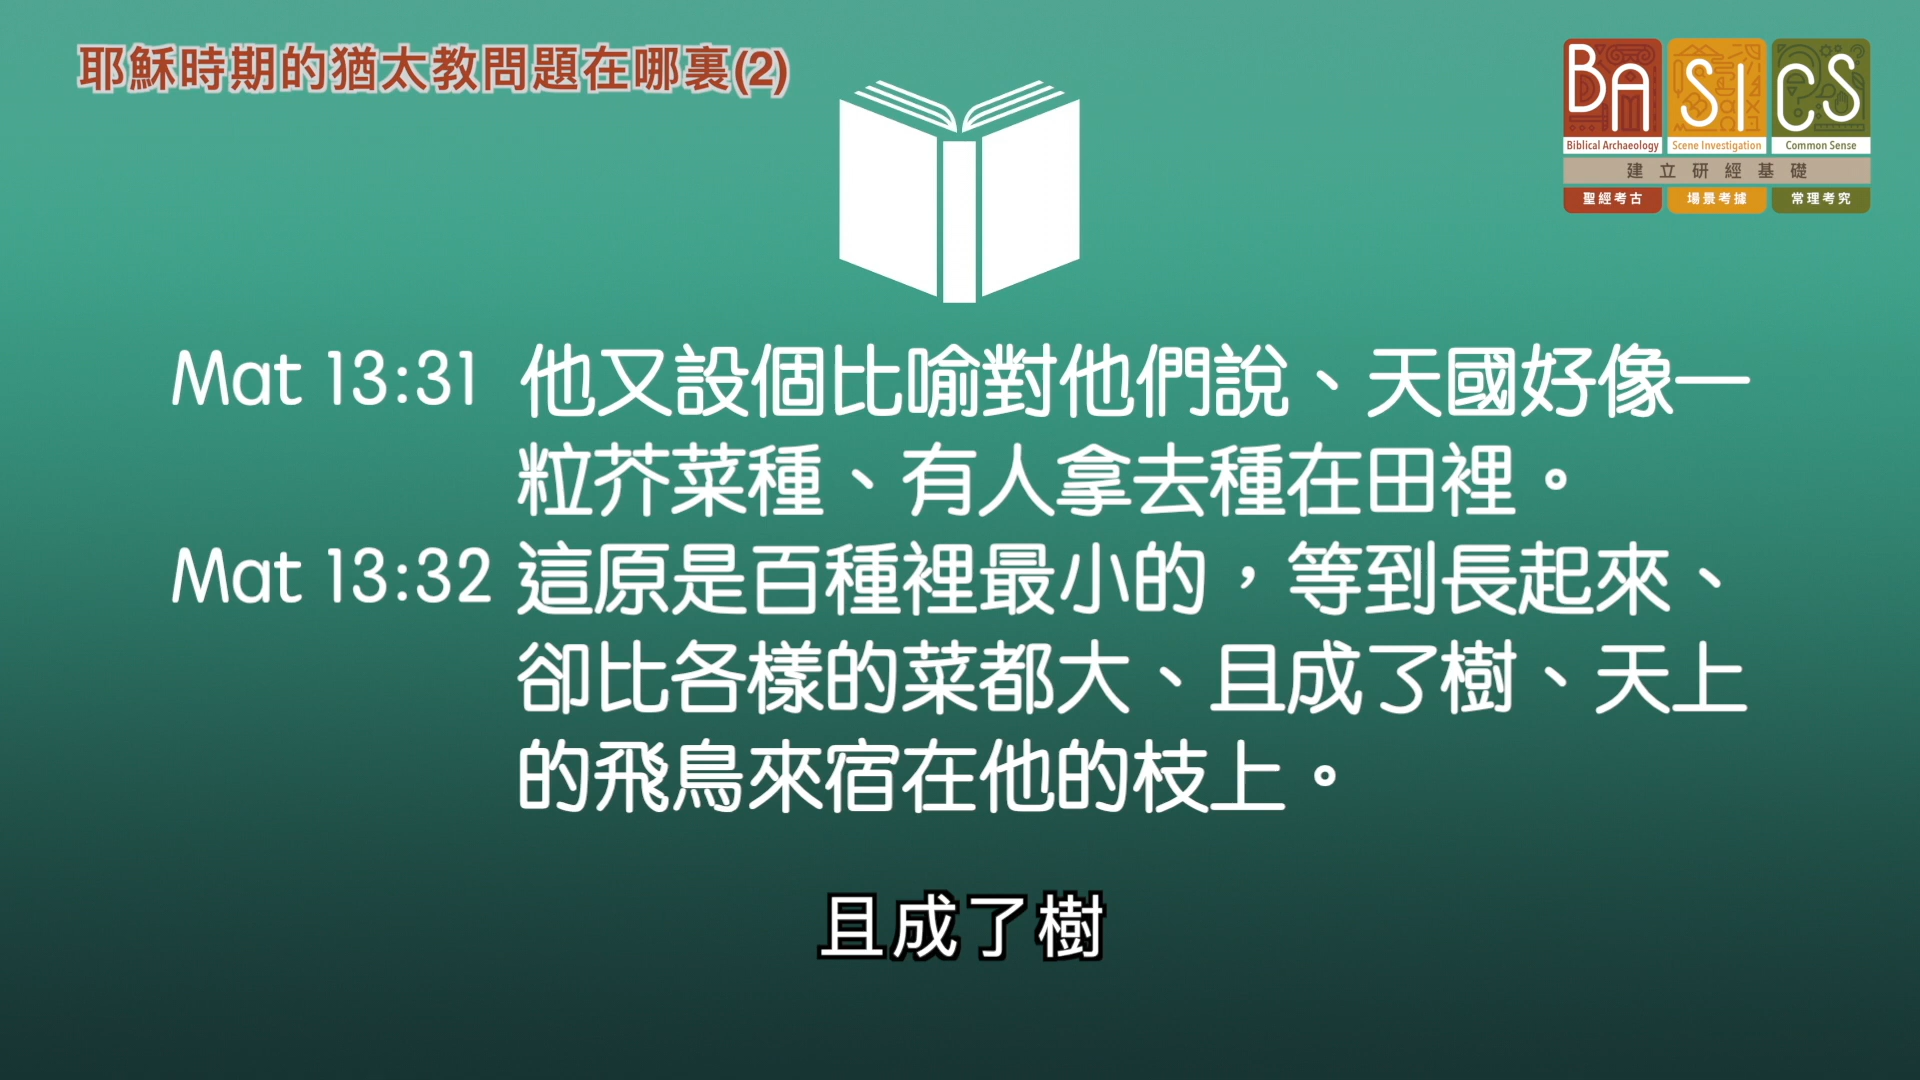 耶穌時期的猶太教問題在哪裏(2)
BASICS
Biblical Archaeology Scene Investigation Common Sense
建立研經基礎
聖經考古 場景考據 常理考究
Mat 13:31 他又設個比喻對他們說、天國好像一
粒芥菜種、有人拿去種在田裡。
Mat 13:32 這原是百種裡最小的，等到長起來、
卻比各樣的菜都大、且成了樹、天上
的飛鳥來宿在他的枝上。
且成了樹